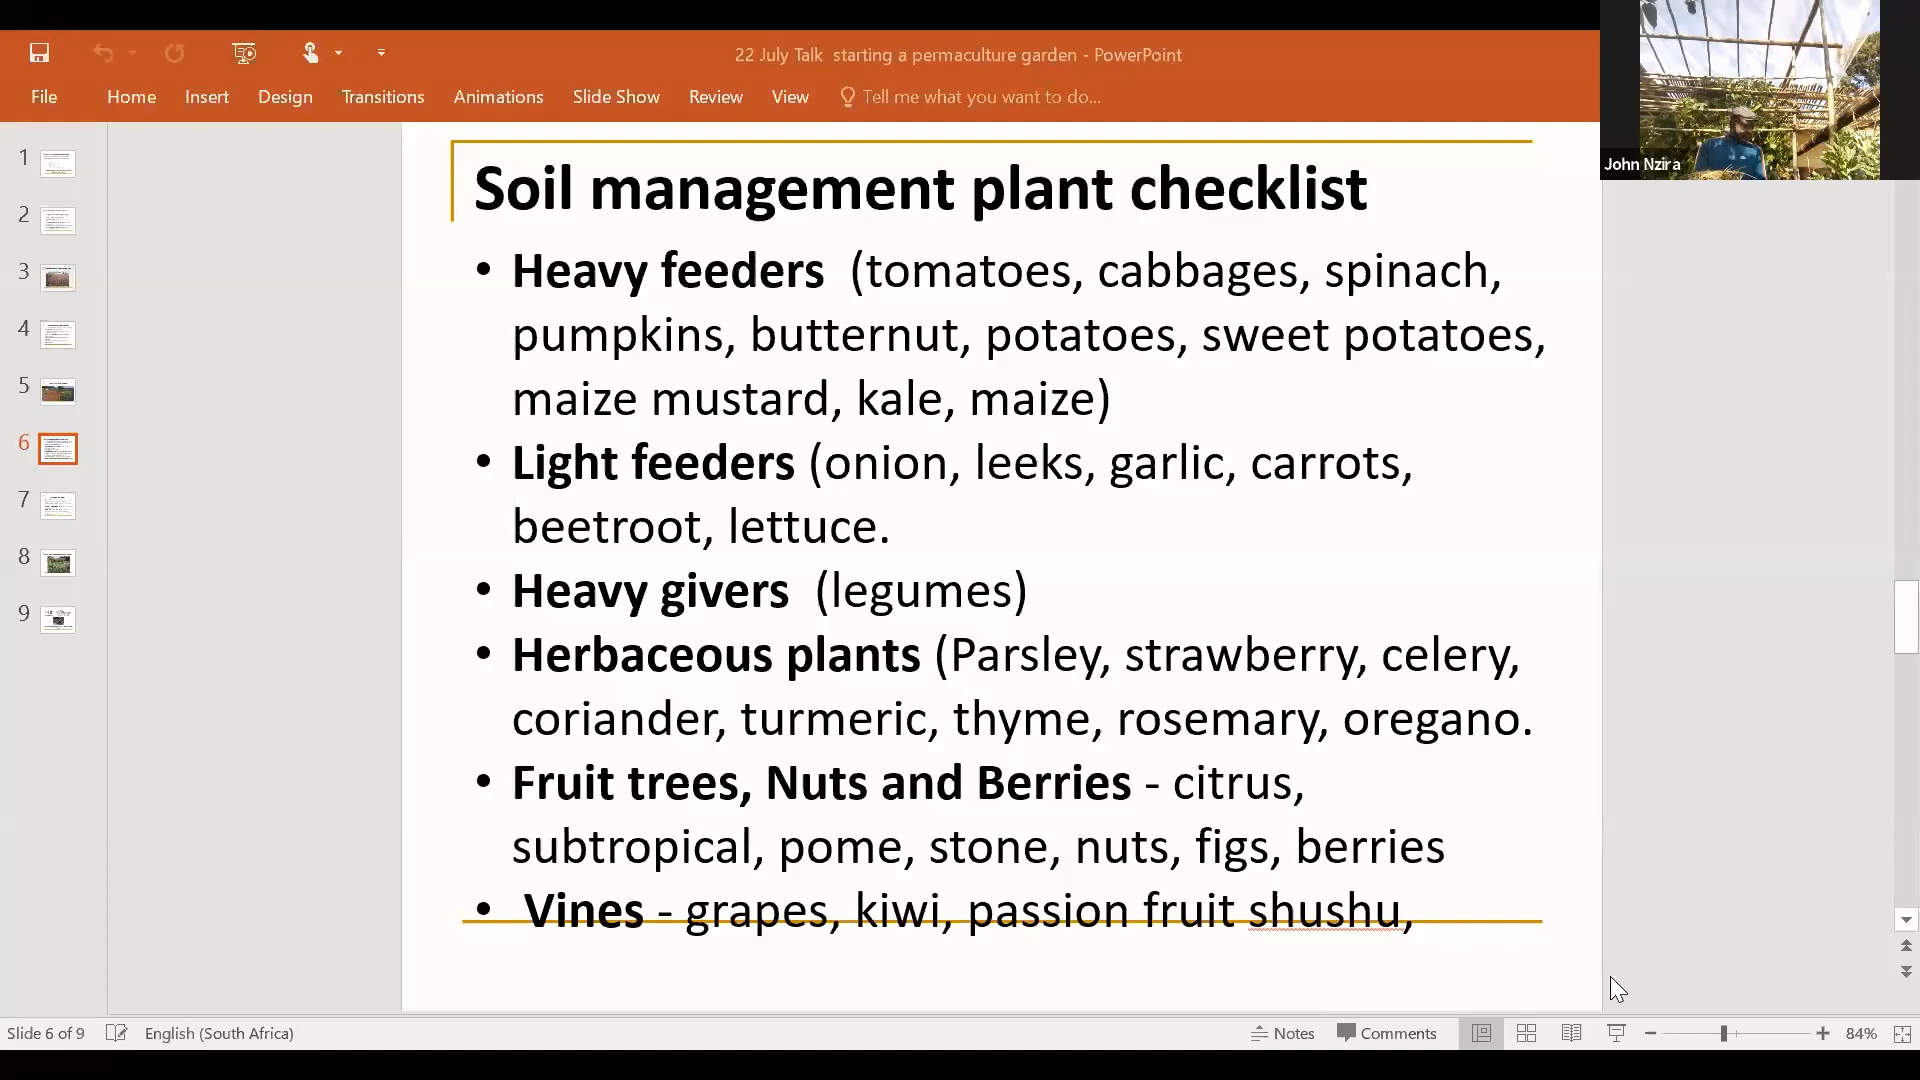 22 July Talk  starting a permaculture garden - PowerPoint
File Home Insert Design Transitions Animations Slide Show Review View Tell me what you want to do...
John Nzira
1
2
3
4
5
6
7
8
9
Soil management plant checklist
• Heavy feeders  (tomatoes, cabbages, spinach,
pumpkins, butternut, potatoes, sweet potatoes,
maize mustard, kale, maize)
• Light feeders (onion, leeks, garlic, carrots,
beetroot, lettuce.
• Heavy givers  (legumes)
• Herbaceous plants (Parsley, strawberry, celery,
coriander, turmeric, thyme, rosemary, oregano.
• Fruit trees, Nuts and Berries - citrus,
subtropical, pome, stone, nuts, figs, berries
• Vines - grapes, kiwi, passion fruit shushu,
Slide 6 of 9 English (South Africa) Notes Comments 84%